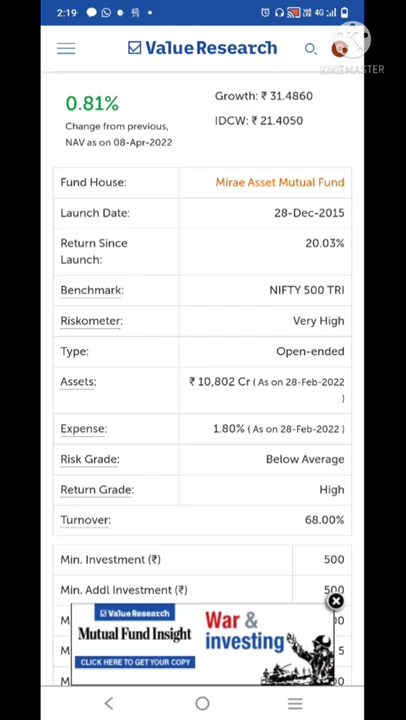 2:19
4G
ValueResearch
KINEMASTER
0.81%
Growth: ₹ 31.4860
Change from previous,
IDCW: ₹ 21.4050
NAV as on 08-Apr-2022
Fund House: Mirae Asset Mutual Fund
Launch Date: 28-Dec-2015
Return Since 20.03%
Launch:
Benchmark: NIFTY 500 TRI
Riskometer: Very High
Type: Open-ended
Assets: ₹ 10,802 Cr ( As on 28-Feb-2022
)
Expense: 1.80% ( As on 28-Feb-2022 )
Risk Grade: Below Average
Return Grade: High
Turnover: 68.00%
Min. Investment (₹) 500
Min. Addl Investment (₹) 500
ValueResearch
Mutual Fund Insight
CLICK HERE TO GET YOUR COPY
War &
investing
M
M 5
M